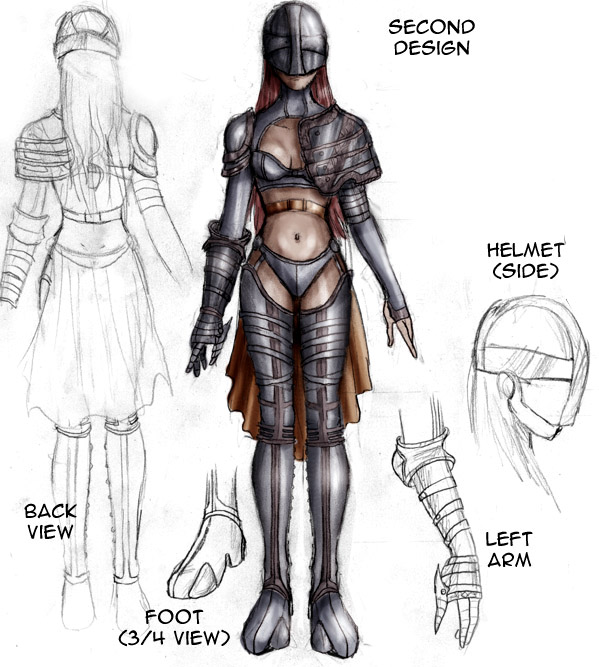 SECOND
DESIGN
HELMET
(SIDE)
BACK
VIEW
LEFT
ARM
FOOT
(3/4 VIEW)